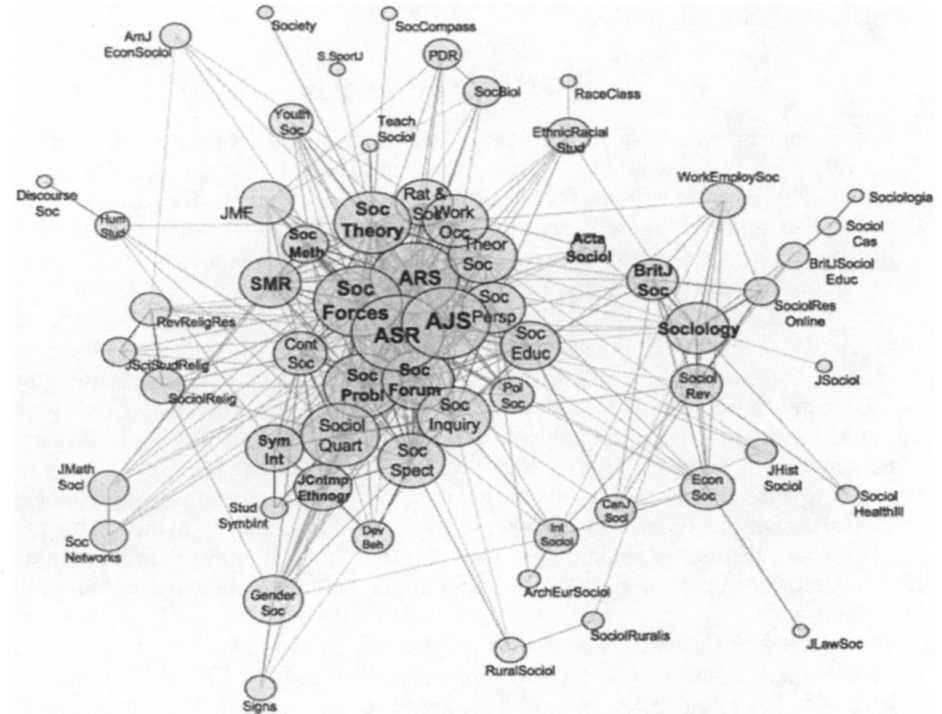 Society
SocCompass
AmJ
EconSociol
S.SportJ
PDR
SocBiol
RaceClass
Youth
Soc
Teach
Sociol
EthnicRacial
Stud
WorkEmploySoc
Discourse
Soc
Hum
Stud
JMF
Soc
Theory
Rat &
Soc
Work
Occ
Sociologia
Sociol
Cas
Soc
Meth
Theor
Soc
Acta
Sociol
BritJSociol
Educ
SMR
ARS
BritJ
Soc
SociolRes
Online
Soc
Forces
Soc
Persp
RevReligRes
ASR
AJS
Sociology
Soc
Educ
JSciStudRelig
Cont
Soc
SociolRelig
Soc
Probl
Soc
Forum
Pol
Soc
Sociol
Rev
JSociol
Sociol
Quart
Soc
Inquiry
Sym
Int
Soc
Spect
JMath
Soci
JCntmp
Ethnogr
Econ
Soc
JHist
Sociol
Sociol
HealthIll
Stud
SymbInt
CanJ
Socl
Soc
Networks
Dev
Beh
Int
Sociol
ArchEurSociol
Gender
Soc
SociolRuralis
JLawSoc
RuralSociol
Signs